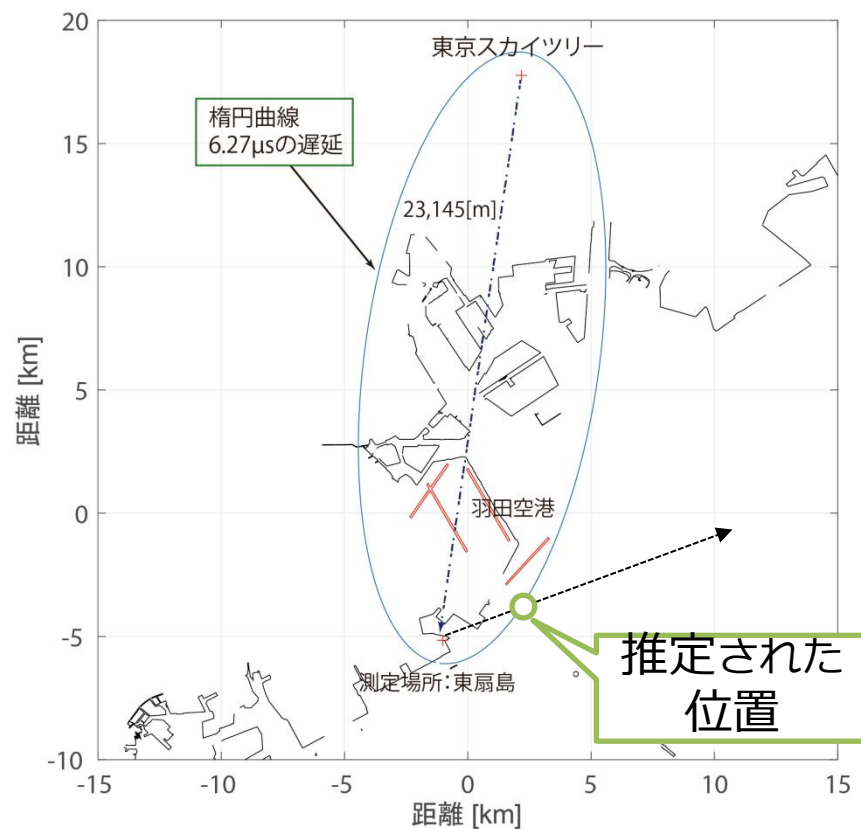 20
東京スカイツリー
楕円曲線
6.27μsの遅延
15
23,145[m]
10
距離 [km]
5
羽田空港
0
-5
測定場所：東扇島
推定された
位置
-10
-15
-10
-5
0
5
10
15
距離 [km]